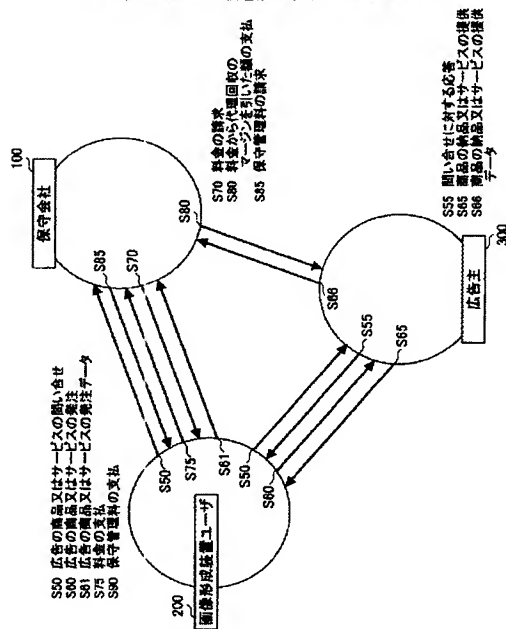 S50 広告の商品又はサービスの問い合せ
S60 広告の商品又はサービスの発注
S61 広告の商品又はサービスの発注データ
S75 料金の支払
S90 保守管理料の支払
200
画像形成装置ユーザ
S50
S75
S61
S50
S60
100
保守会社
S85
S70
S80
S70 料金の請求
S80 料金から代理回収の
マージンを引いた額の支払
S85 保守管理料の請求
S66
S55
S65
300
広告主
S55 問い合せに対する応答
S65 商品の納品又はサービスの提供
S66 商品の納品又はサービスの提供
データ